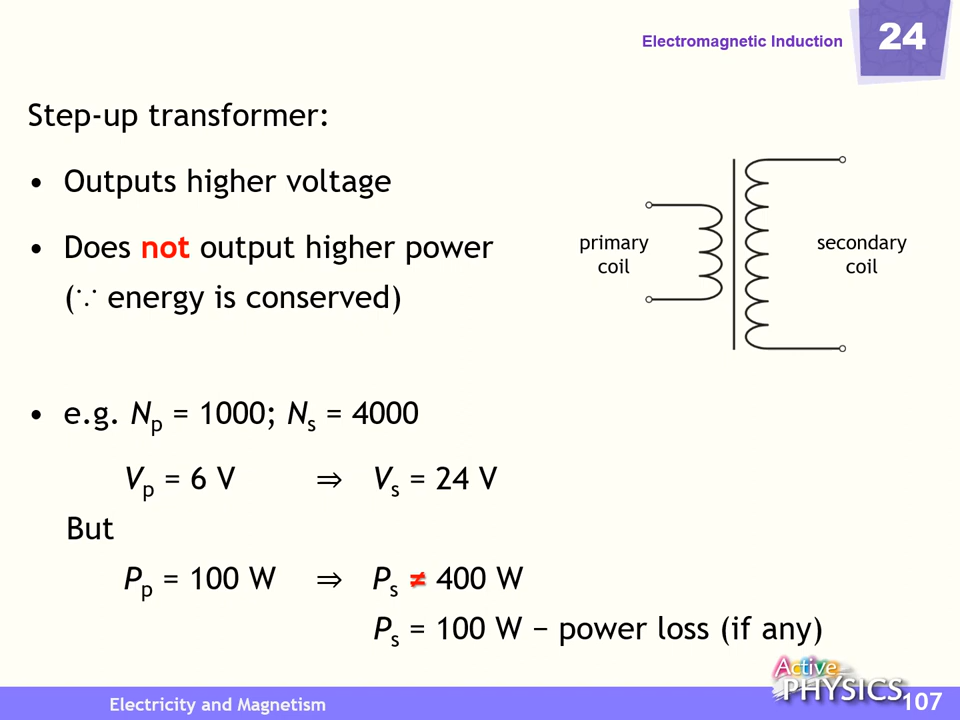 Electromagnetic Induction
24
Step-up transformer:
• Outputs higher voltage
• Does not output higher power
(∵ energy is conserved)
primary
coil
secondary
coil
• e.g. Np = 1000; Ns = 4000
Vp = 6 V ⇒ Vs = 24 V
But
Pp = 100 W ⇒ Ps ≠ 400 W
Ps = 100 W − power loss (if any)
Active
PHYSICS
Electricity and Magnetism
107